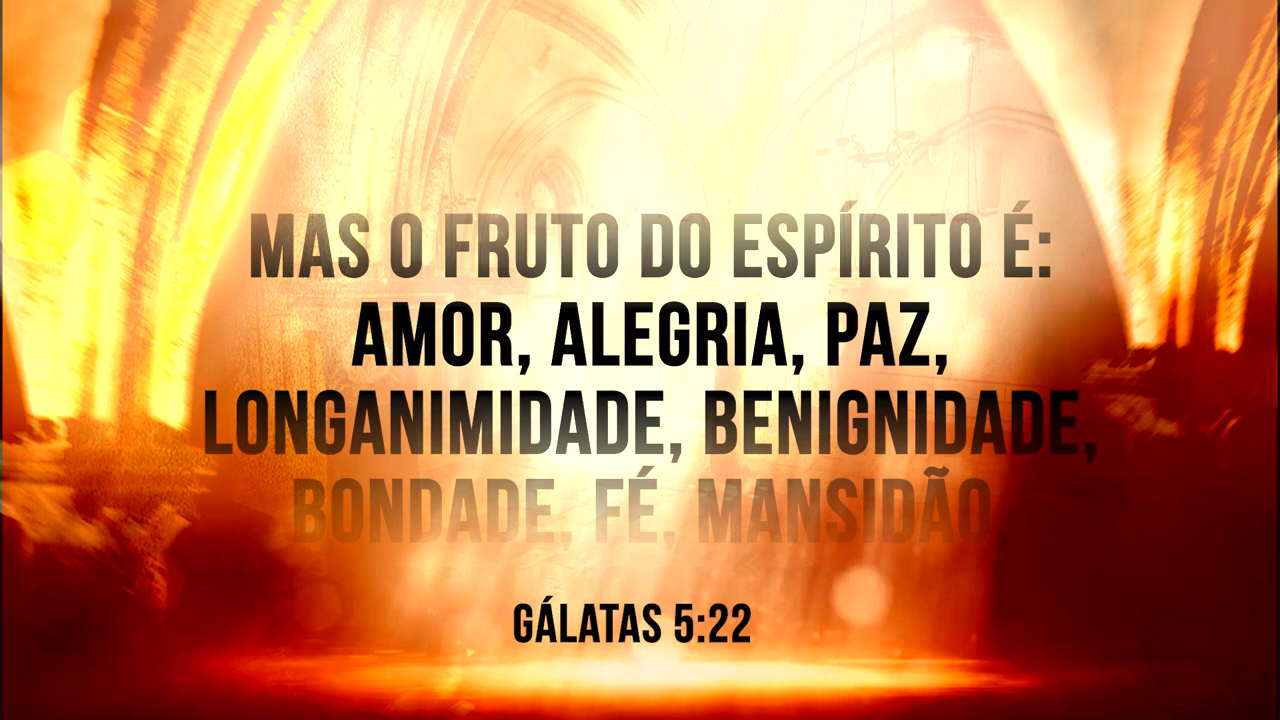 MAS O FRUTO DO ESPÍRITO É:
AMOR, ALEGRIA, PAZ,
LONGANIMIDADE, BENIGNIDADE,
BONDADE, FÉ, MANSIDÃO
GÁLATAS 5:22